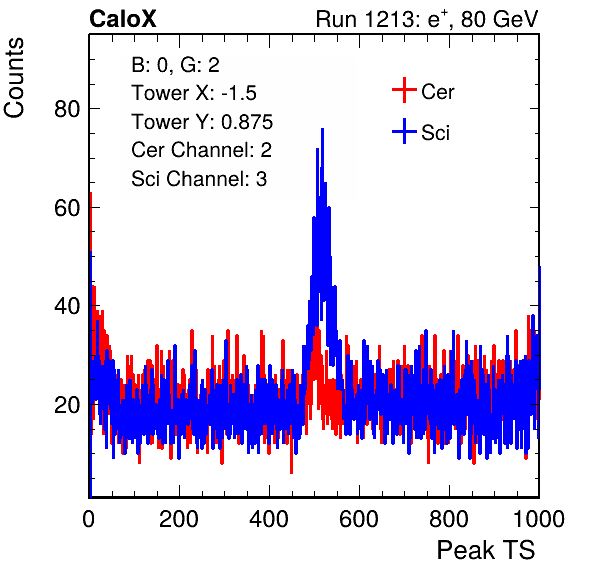 CaloX
Run 1213: e⁺, 80 GeV
Counts
B: 0, G: 2
Tower X: -1.5
Tower Y: 0.875
Cer Channel: 2
Sci Channel: 3
Cer
Sci
80
60
40
20
0 200 400 600 800 1000
Peak TS